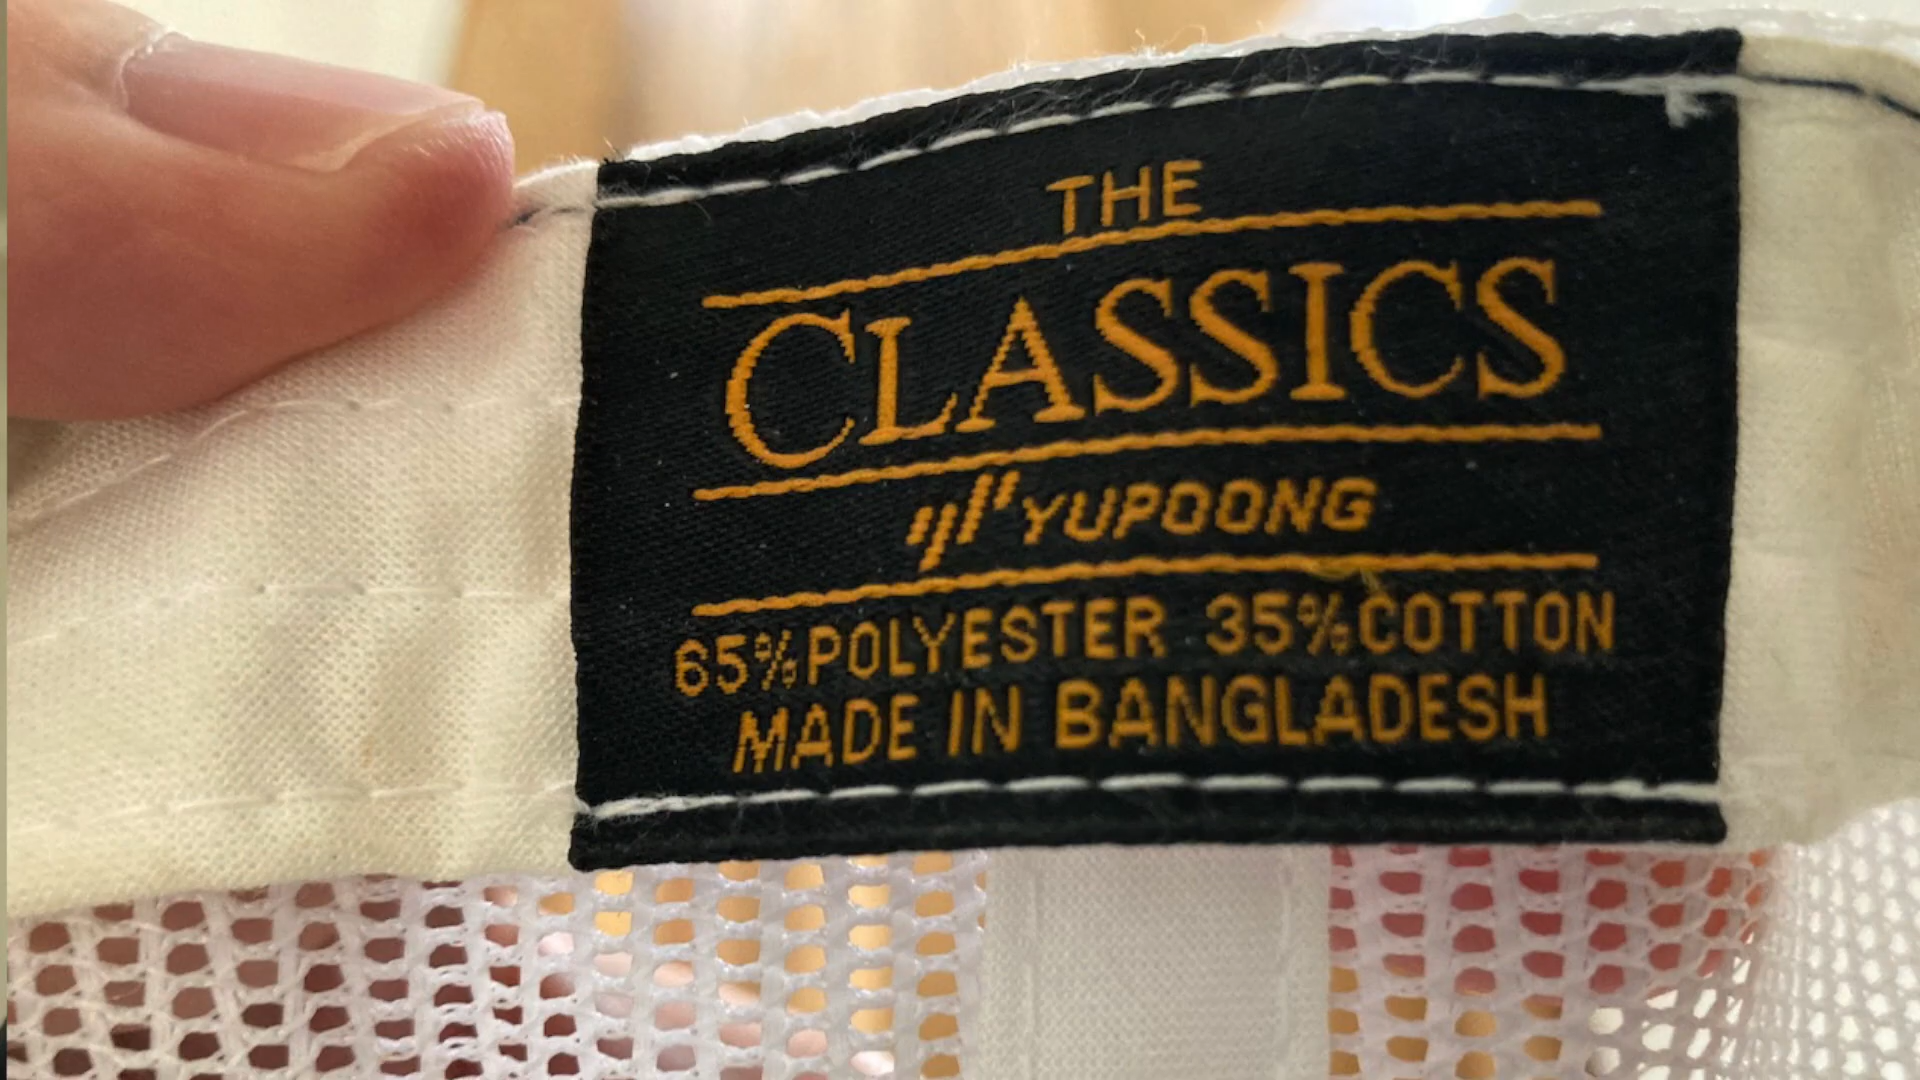 THE
CLASSICS
YUPOONG
65% POLYESTER 35% COTTON
MADE IN BANGLADESH